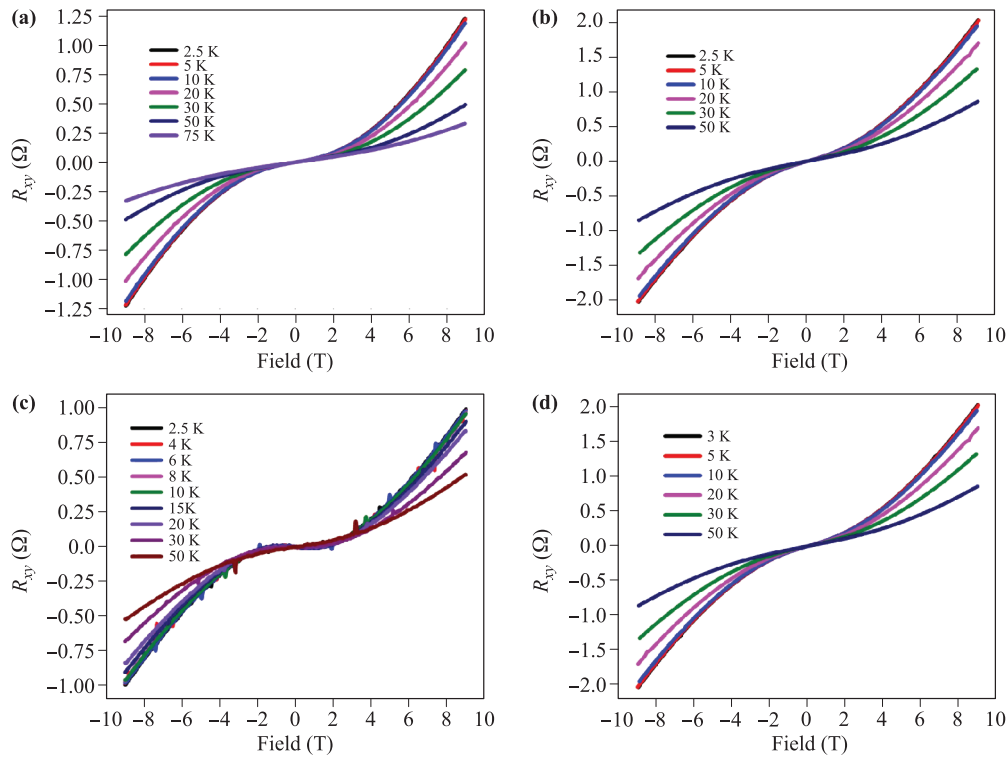 (a)
1.25
1.00
0.75
0.50
0.25
0.00
−0.25
−0.50
−0.75
−1.00
1.25
Rxy (Ω)
2.5 K
5 K
10 K
20 K
30 K
50 K
75 K
−10 −8 −6 −4 −2 0 2 4 6 8 10
Field (T)
(b)
2.0
1.5
1.0
0.5
0.0
−0.5
−1.0
−1.5
−2.0
Rxy (Ω)
2.5 K
5 K
10 K
20 K
30 K
50 K
−10 −8 −6 −4 −2 0 2 4 6 8 10
Field (T)
(c)
1.00
0.75
0.50
0.25
0.00
−0.25
−0.50
−0.75
−1.00
Rxy (Ω)
2.5 K
4 K
6 K
8 K
10 K
15K
20 K
30 K
50 K
−10 −8 −6 −4 −2 0 2 4 6 8 10
Field (T)
(d)
2.0
1.5
1.0
0.5
0.0
−0.5
−1.0
−1.5
−2.0
Rxy (Ω)
3 K
5 K
10 K
20 K
30 K
50 K
−10 −8 −6 −4 −2 0 2 4 6 8 10
Field (T)